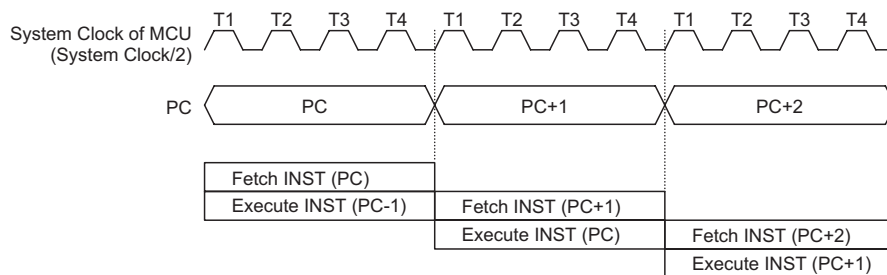 T1 T2 T3 T4 T1 T2 T3 T4 T1 T2 T3 T4
System Clock of MCU
(System Clock/2)
PC PC PC+1 PC+2
Fetch INST (PC)
Execute INST (PC-1) Fetch INST (PC+1)
Execute INST (PC) Fetch INST (PC+2)
Execute INST (PC+1)